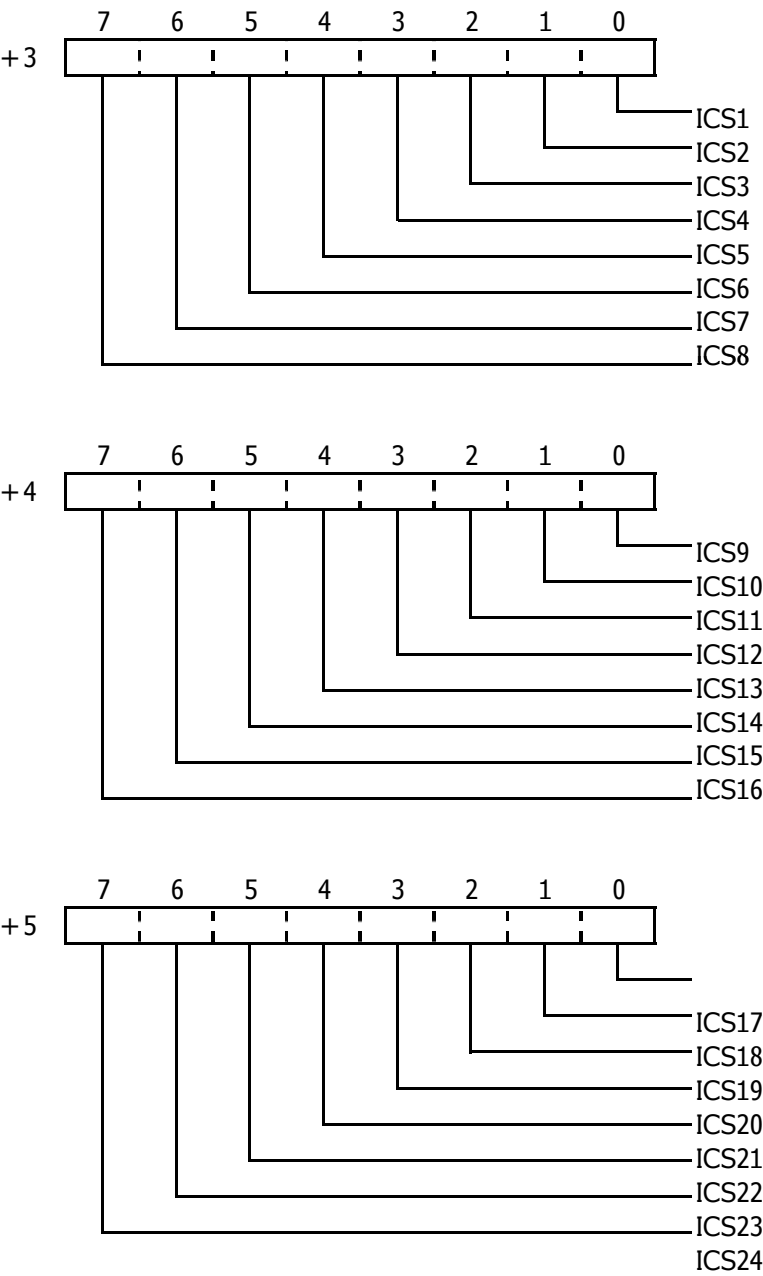 7 6 5 4 3 2 1 0
+3
ICS1
ICS2
ICS3
ICS4
ICS5
ICS6
ICS7
ICS8
7 6 5 4 3 2 1 0
+4
ICS9
ICS10
ICS11
ICS12
ICS13
ICS14
ICS15
ICS16
7 6 5 4 3 2 1 0
+5
ICS17
ICS18
ICS19
ICS20
ICS21
ICS22
ICS23
ICS24